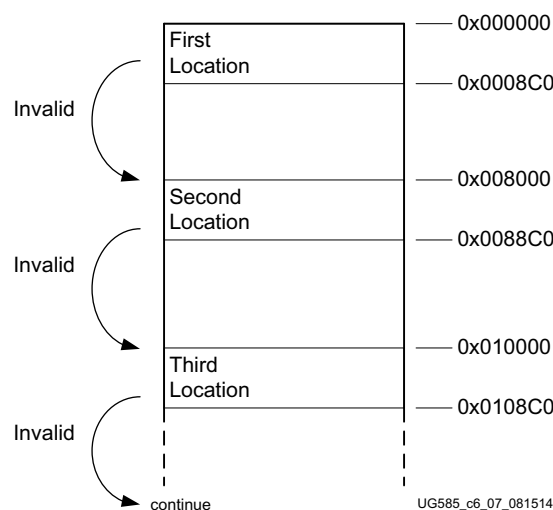 0x000000
First
Location
0x0008C0
Invalid
0x008000
Second
Location
0x0088C0
Invalid
0x010000
Third
Location
0x0108C0
Invalid
continue
UG585_c6_07_081514